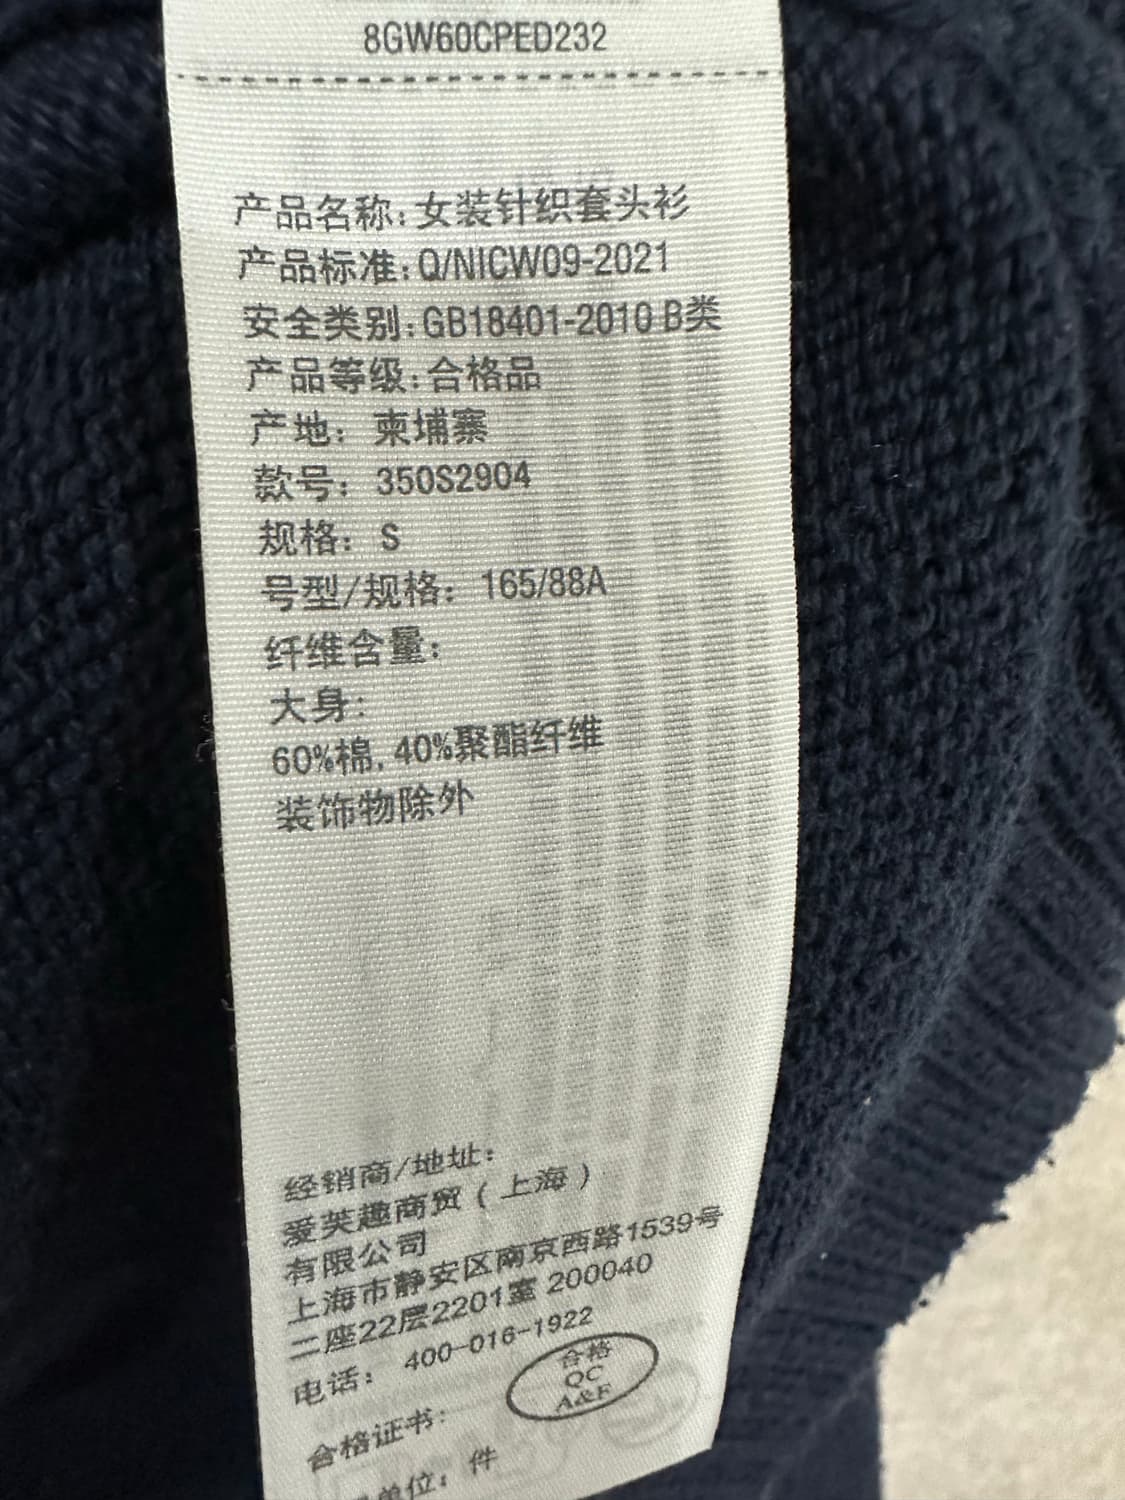 8GW60CPED232
产品名称: 女装针织套头衫
产品标准: Q/NICW09-2021
安全类别: GB18401-2010 B类
产品等级: 合格品
产地: 柬埔寨
款号: 350S2904
规格: S
号型/规格: 165/88A
纤维含量:
大身:
60%棉, 40%聚酯纤维
装饰物除外
经销商/地址:
爱芙趣商贸(上海)
有限公司
上海市静安区南京西路1539号
二座22层2201室 200040
电话: 400-016-1922
合格证书:
合格
QC
A&F
单位: 件